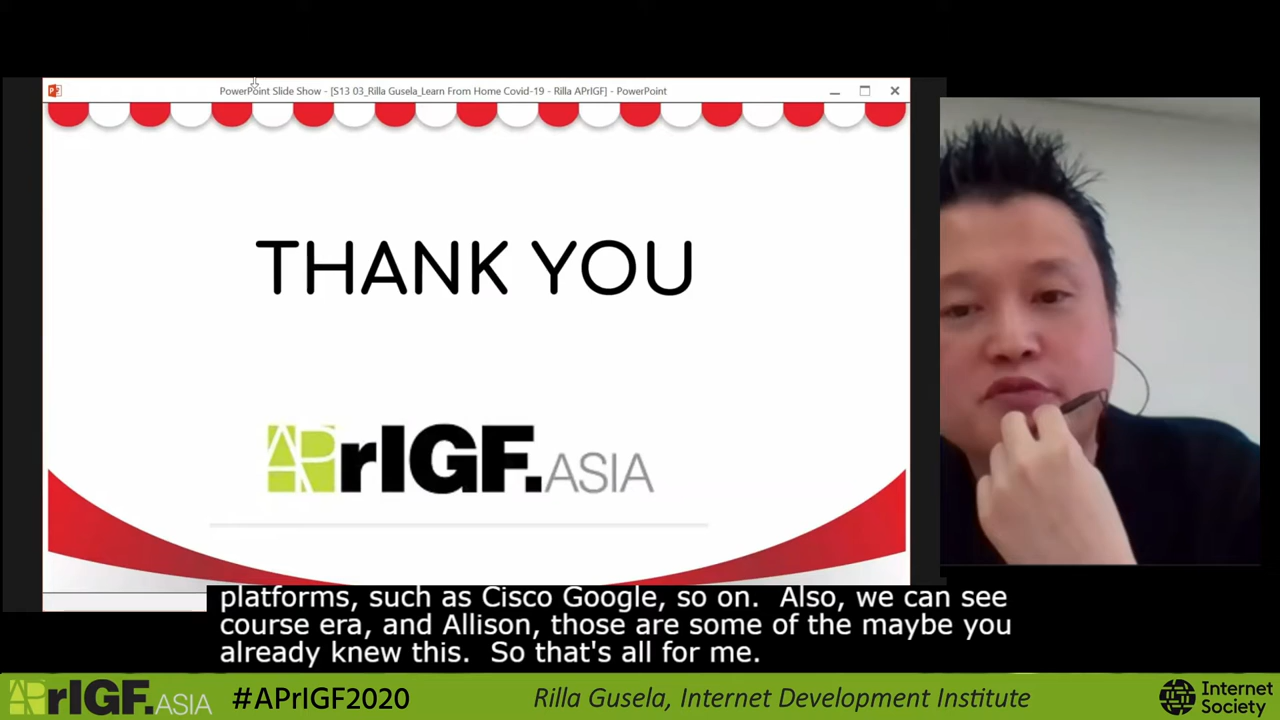 PowerPoint Slide Show - [S13 03_Rilla Gusela_Learn From Home Covid-19 - Rilla APrIGF] - PowerPoint
THANK YOU
APrIGF.ASIA
platforms, such as Cisco Google, so on.  Also, we can see
course era, and Allison, those are some of the maybe you
already knew this.  So that's all for me.
APrIGF.ASIA #APrIGF2020 Rilla Gusela, Internet Development Institute Internet Society